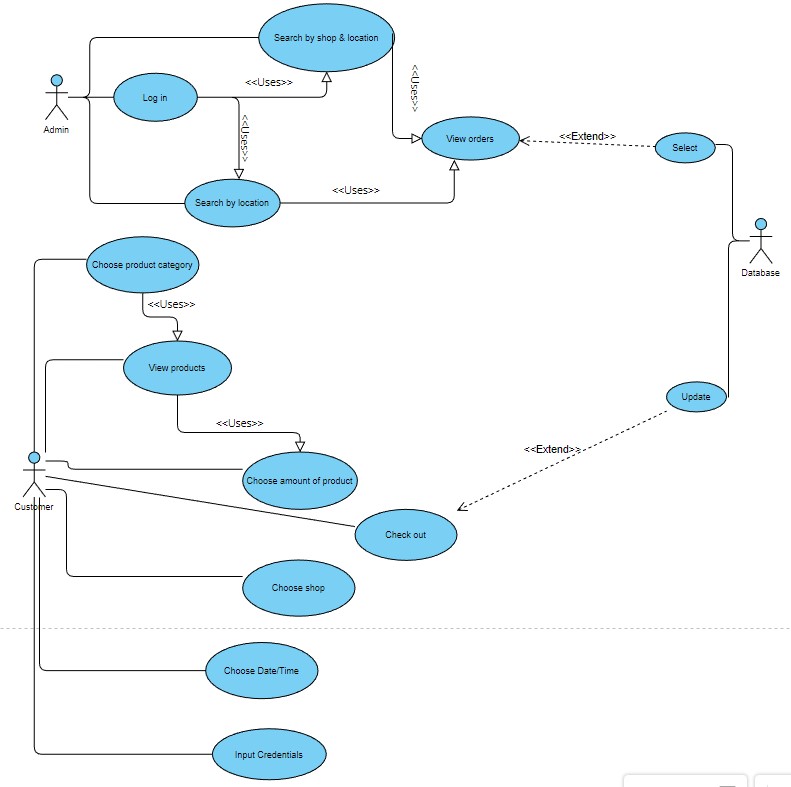 Search by shop & location
<<Uses>>
<<Uses>>
Admin
Log in
<<Uses>>
View orders
<<Extend>>
Select
<<Uses>>
Search by location
Database
Choose product category
<<Uses>>
View products
Update
<<Uses>>
<<Extend>>
Choose amount of product
Customer
Check out
Choose shop
Choose Date/Time
Input Credentials